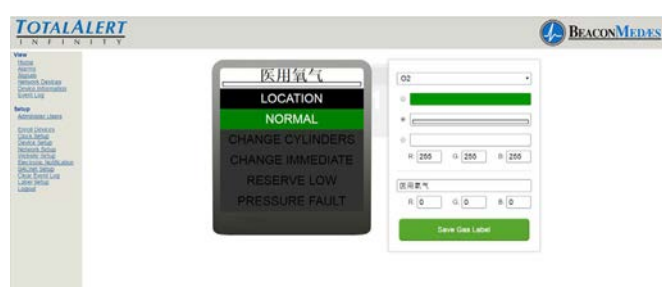 TOTALALERT
INFINITY
BEACONMEDÆS
View
Home
Alarms
Signals
Network Devices
Device Information
Event Log
Setup
Administer Users
Enroll Devices
Clock Setup
Device Setup
Network Setup
Website Setup
Electronic Notification
Clear Event Log
Label Setup
Logout
医用氧气
LOCATION
NORMAL
CHANGE CYLINDERS
CHANGE IMMEDIATE
RESERVE LOW
PRESSURE FAULT
O2
R: 255 G: 255 B: 255
医用氧气
R: 0 G: 0 B: 0
Save Gas Label